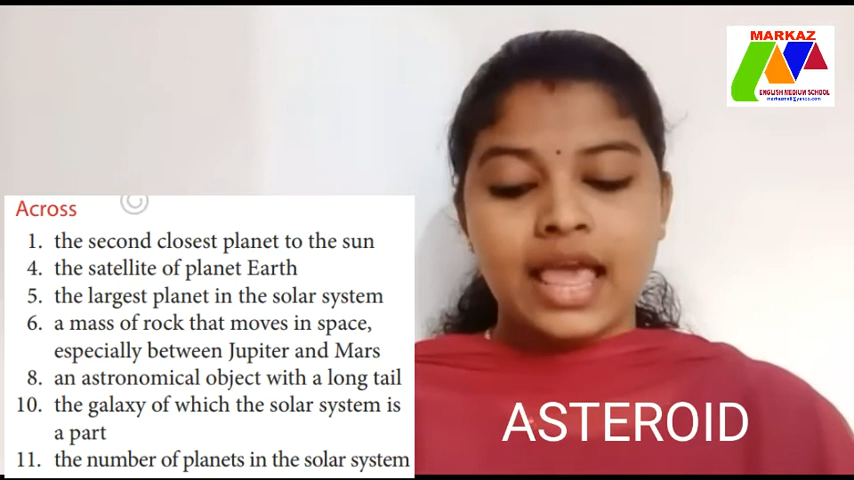 MARKAZ
ENGLISH MEDIUM SCHOOL
Across
©
1. the second closest planet to the sun
4. the satellite of planet Earth
5. the largest planet in the solar system
6. a mass of rock that moves in space,
especially between Jupiter and Mars
8. an astronomical object with a long tail
10. the galaxy of which the solar system is
a part
11. the number of planets in the solar system
ASTEROID